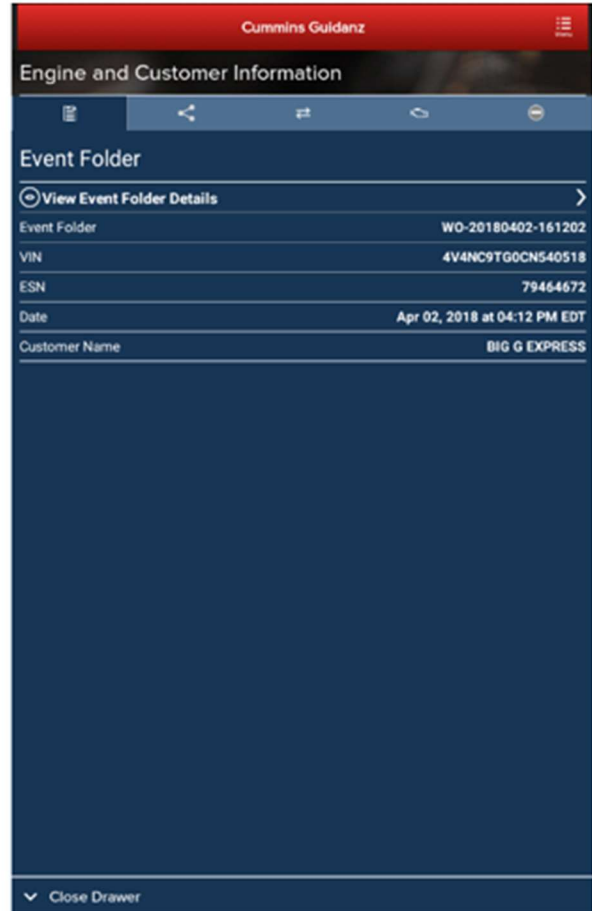 Cummins Guidanz
Menu
Engine and Customer Information
Event Folder
View Event Folder Details
Event Folder WO-20180402-161202
VIN 4V4NC9TG0CN540518
ESN 79464672
Date Apr 02, 2018 at 04:12 PM EDT
Customer Name BIG G EXPRESS
Close Drawer